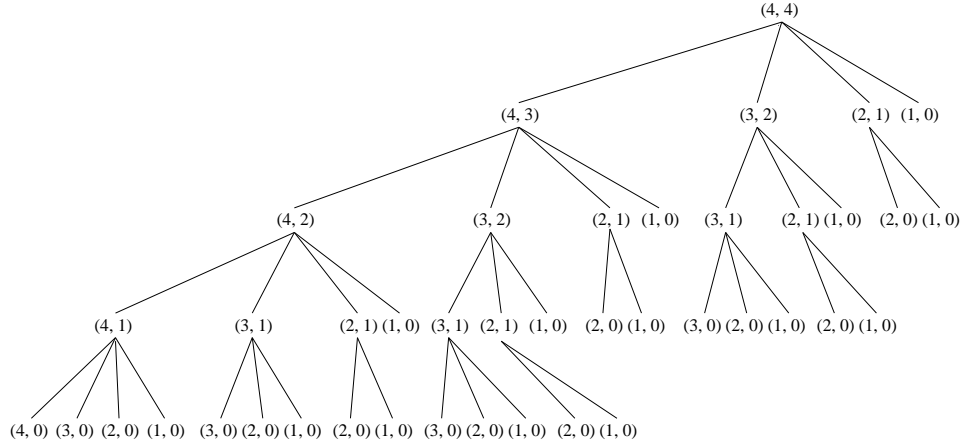 (4, 4)
(4, 3) (3, 2) (2, 1) (1, 0)
(4, 2) (3, 2) (2, 1) (1, 0) (3, 1) (2, 1) (1, 0) (2, 0) (1, 0)
(4, 1) (3, 1) (2, 1) (1, 0) (3, 1) (2, 1) (1, 0) (2, 0) (1, 0) (3, 0) (2, 0) (1, 0) (2, 0) (1, 0)
(4, 0) (3, 0) (2, 0) (1, 0) (3, 0) (2, 0) (1, 0) (2, 0) (1, 0) (3, 0) (2, 0) (1, 0) (2, 0) (1, 0)